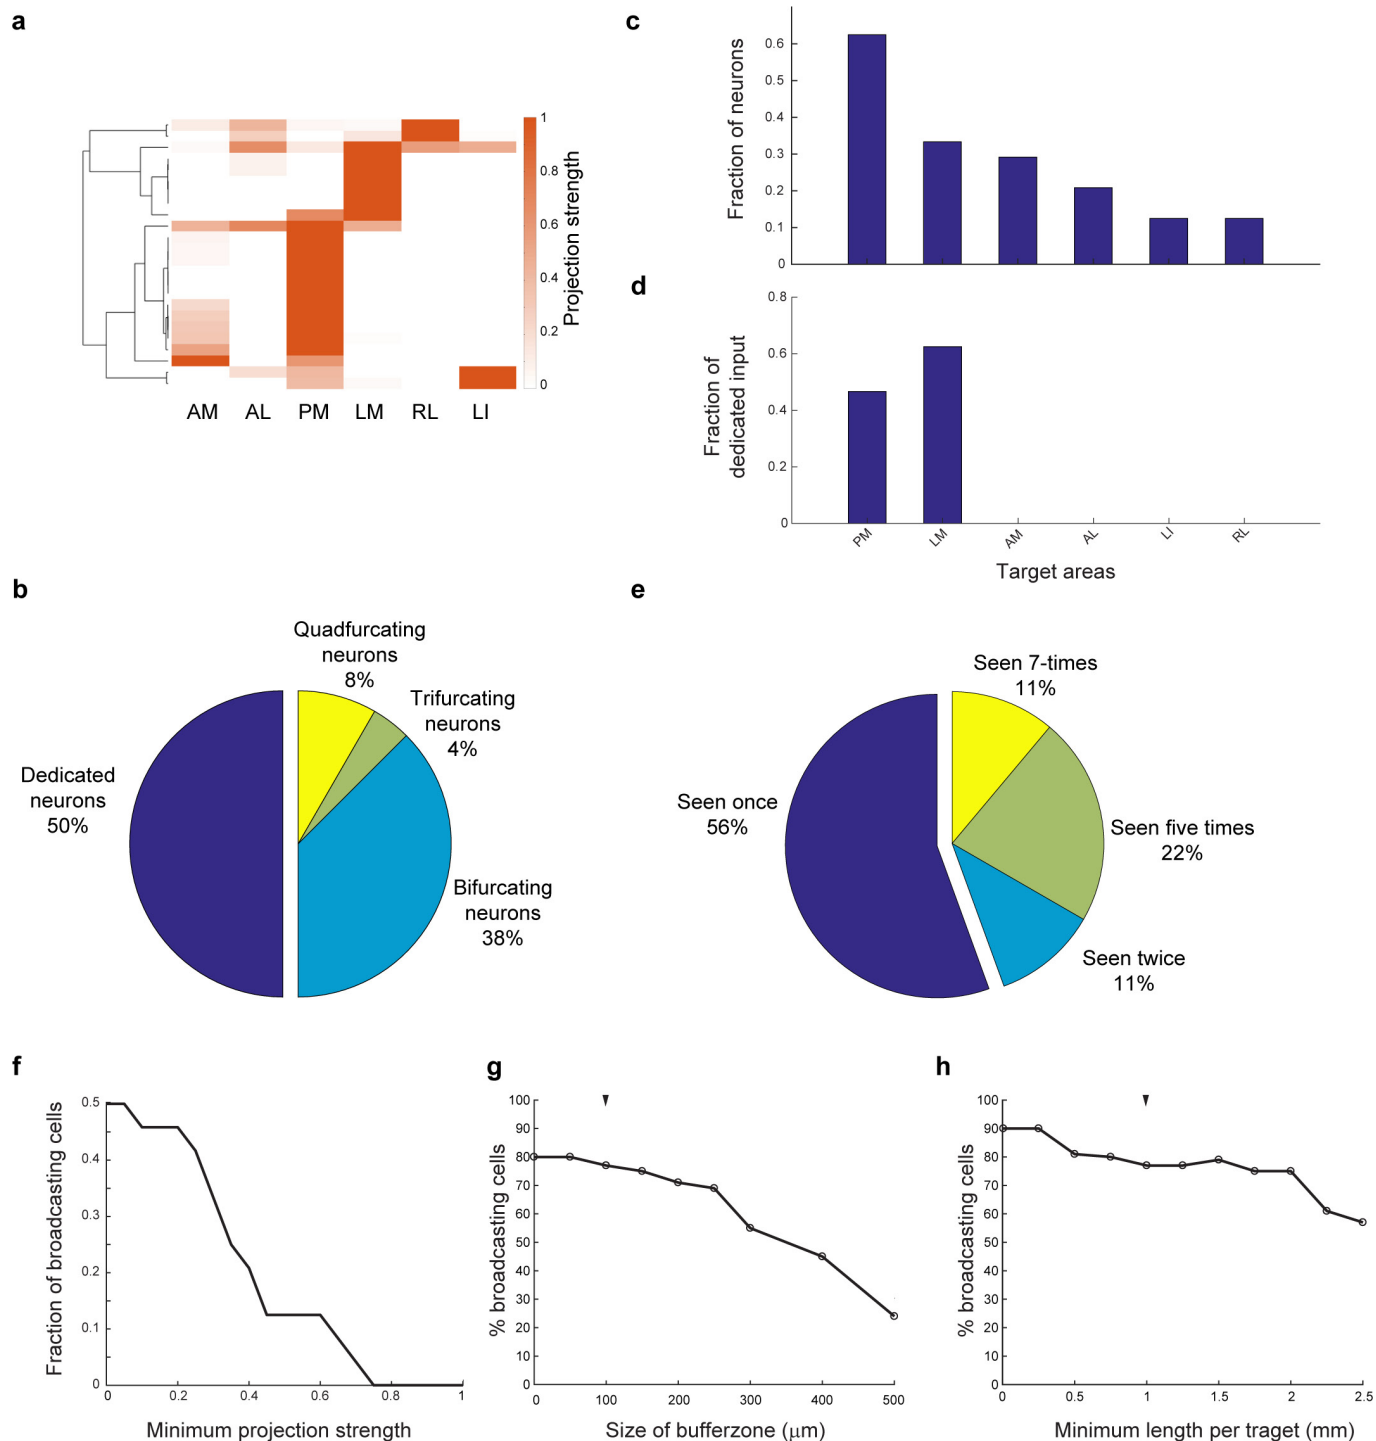 a
1
0.8
0.6
0.4
0.2
0
Projection strength
AM AL PM LM RL LI
b
Quadfurcating
neurons
8%
Trifurcating
neurons
4%
Dedicated
neurons
50%
Bifurcating
neurons
38%
c
Fraction of neurons
0.6
0.5
0.4
0.3
0.2
0.1
0
d
Fraction of
dedicated input
0.8
0.6
0.4
0.2
0
PM LM AM AL LI RL
Target areas
e
Seen 7-times
11%
Seen once
56%
Seen five times
22%
Seen twice
11%
f
Fraction of broadcasting cells
0.5
0.4
0.3
0.2
0.1
0
0 0.2 0.4 0.6 0.8 1
Minimum projection strength
g
% broadcasting cells
100
90
80
70
60
50
40
30
20
10
0
0 100 200 300 400 500
Size of bufferzone (μm)
h
% broadcasting cells
100
90
80
70
60
50
40
30
20
10
0
0 0.5 1 1.5 2 2.5
Minimum length per traget (mm)